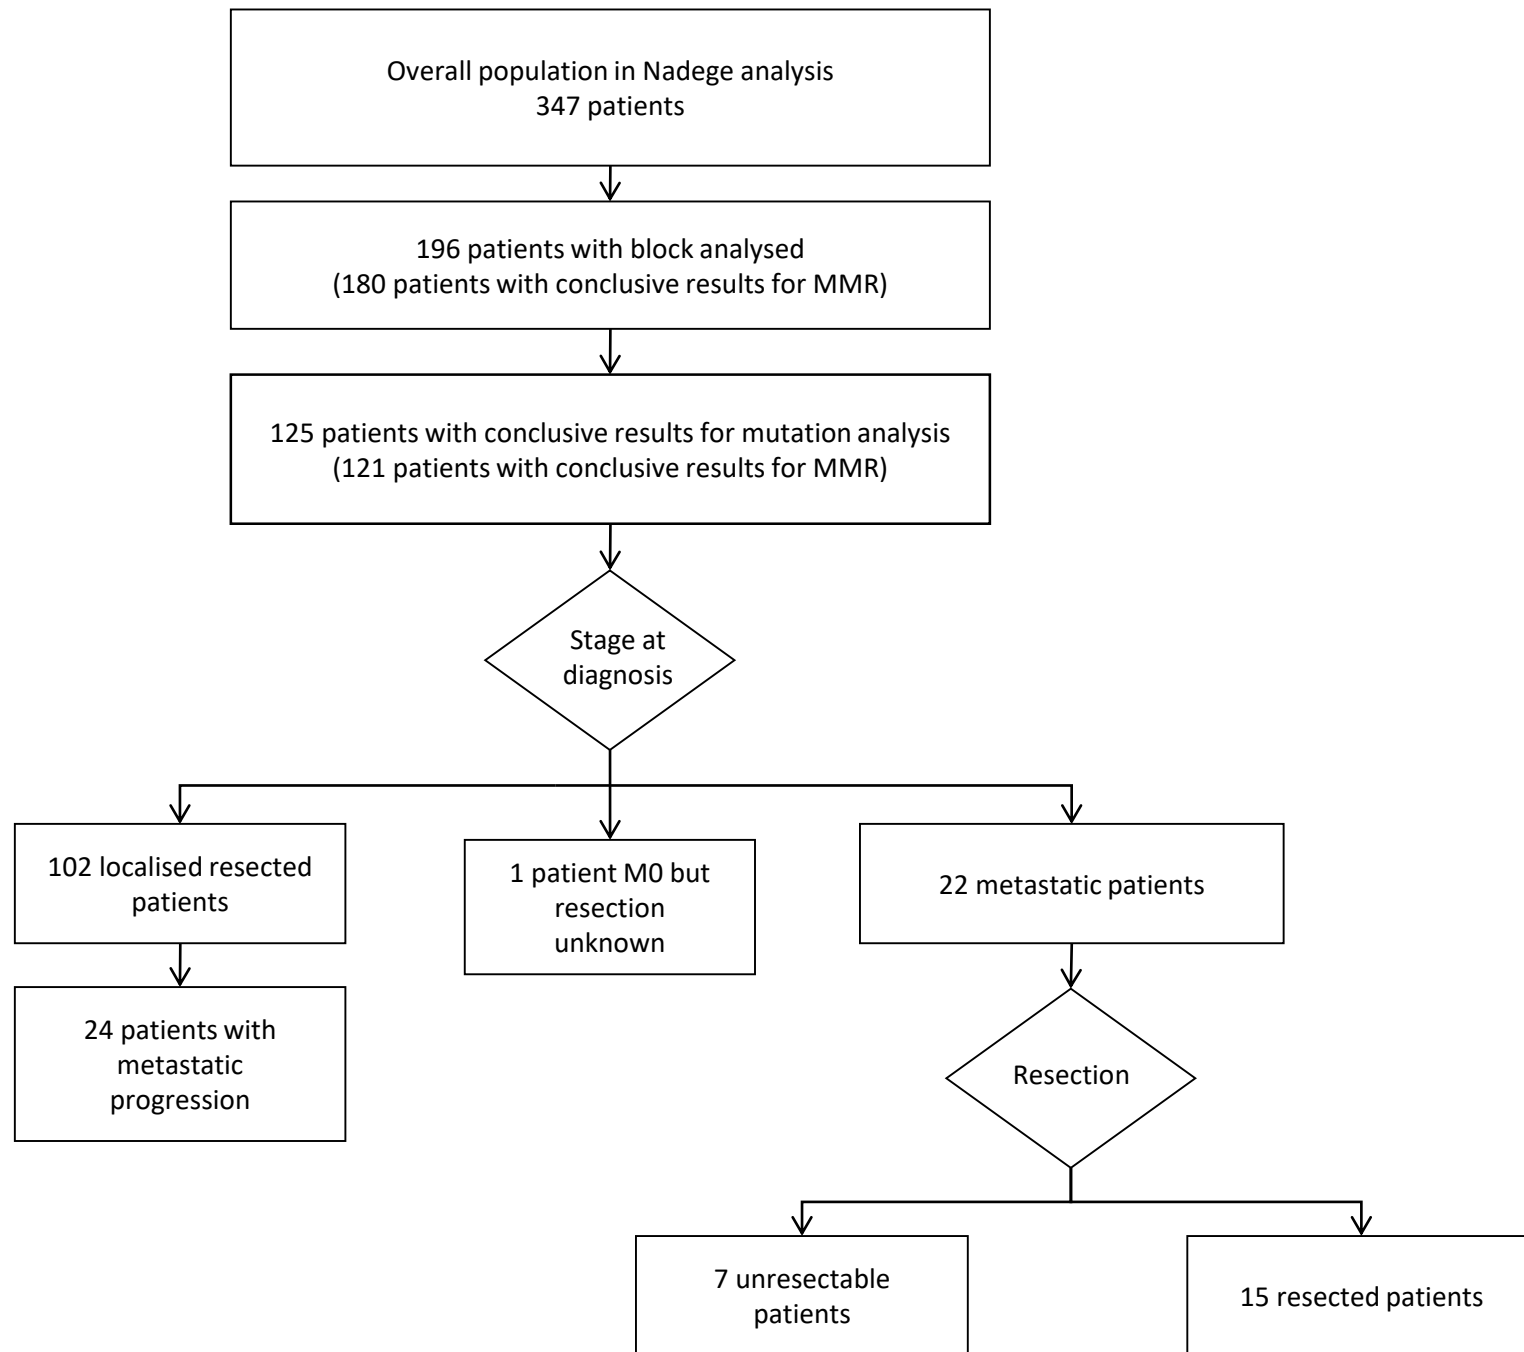 Overall population in Nadege analysis
347 patients
196 patients with block analysed
(180 patients with conclusive results for MMR)
125 patients with conclusive results for mutation analysis
(121 patients with conclusive results for MMR)
Stage at
diagnosis
102 localised resected
patients
1 patient M0 but
resection
unknown
22 metastatic patients
24 patients with
metastatic
progression
Resection
7 unresectable
patients
15 resected patients